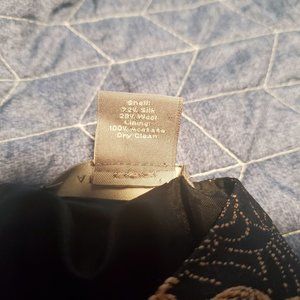 Shell:
72% Silk
28% Wool
Lining:
100% Acetate
Dry Clean